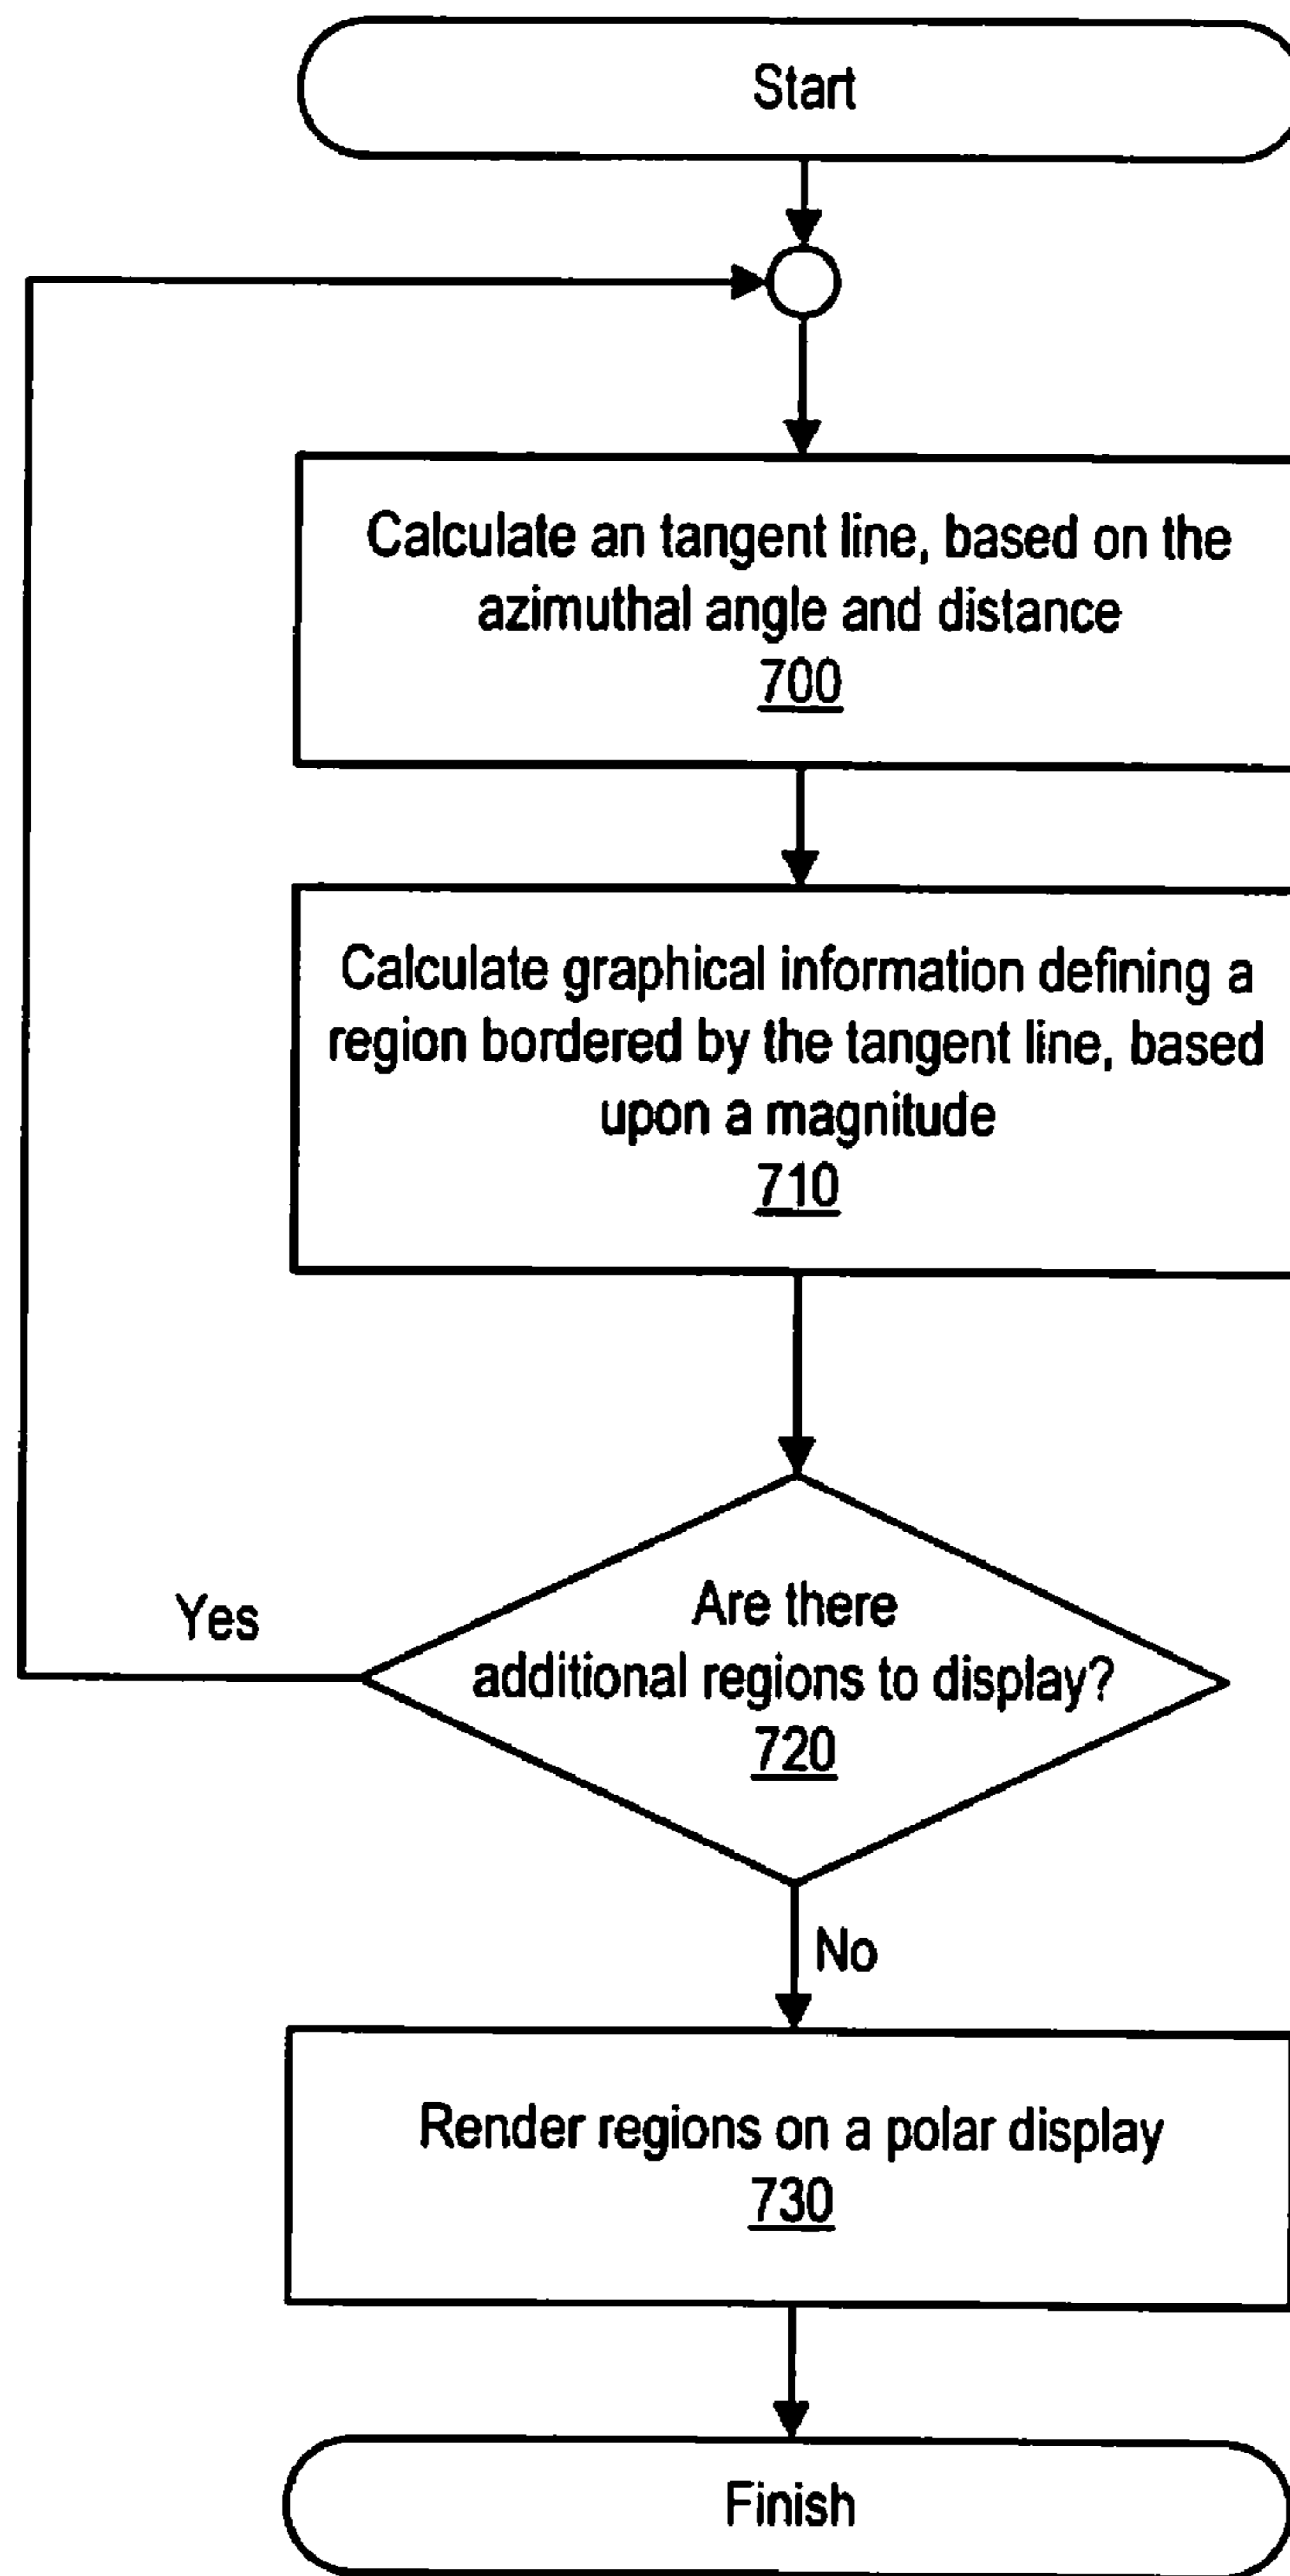 Start
Calculate an tangent line, based on the
azimuthal angle and distance
700
Calculate graphical information defining a
region bordered by the tangent line, based
upon a magnitude
710
Are there
additional regions to display?
720
Yes
No
Render regions on a polar display
730
Finish